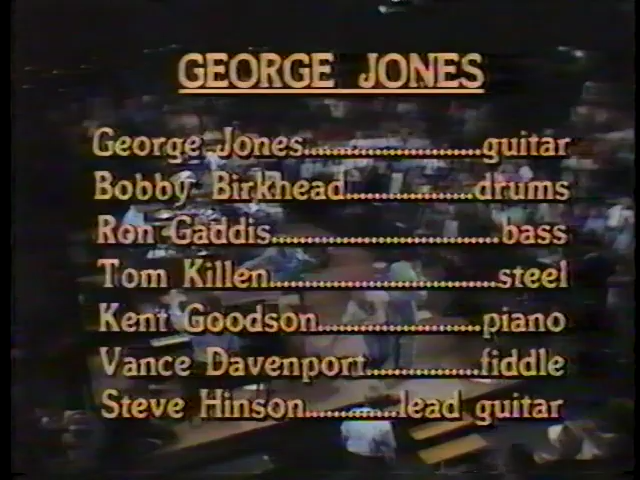 GEORGE JONES
George Jones....................guitar
Bobby Birkhead..............drums
Ron Gaddis.........................bass
Tom Killen.........................steel
Kent Goodson..................piano
Vance Davenport............fiddle
Steve Hinson..........lead guitar